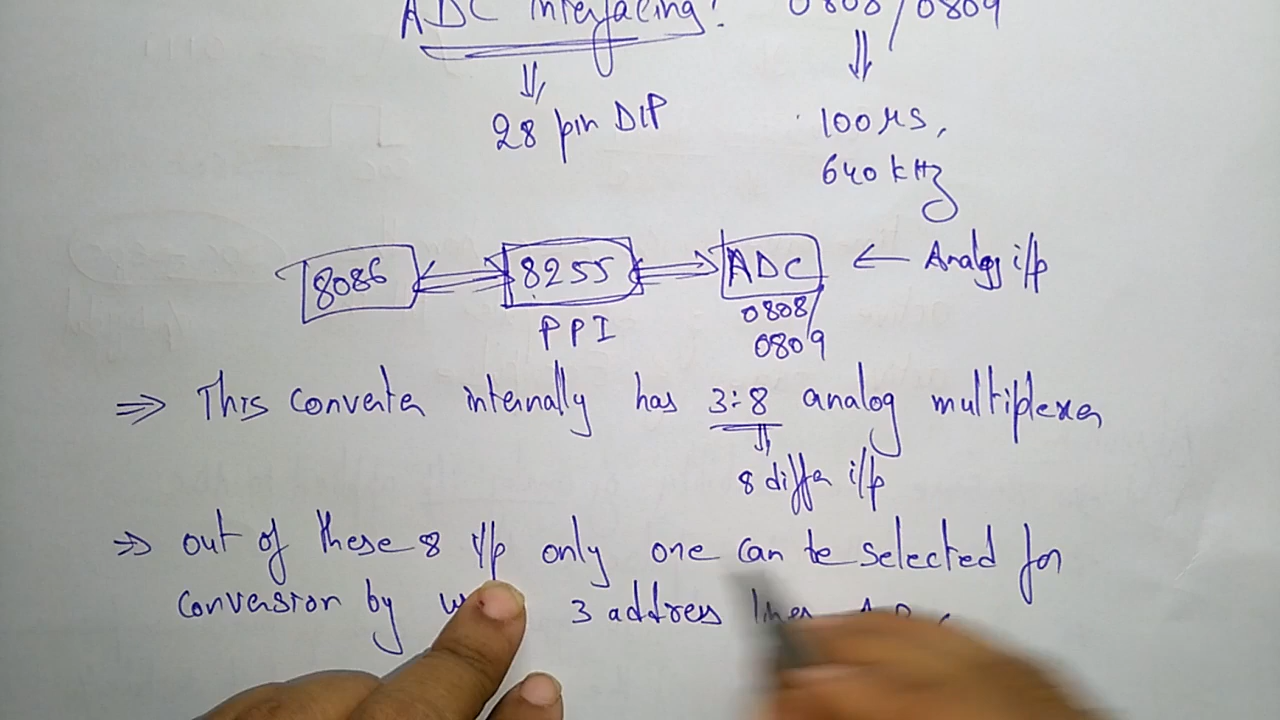 ADC Interfacing: 0808/0809
28 pin DIP
100 μs,
640 kHz
8086 8255 ADC ← Analog i/p
PPI
0808/
0809
⇒ This Converter internally has 3:8 analog multiplexer
8 differ i/p
⇒ out of these 8 i/p only one can be selected for
conversion by 3 address lines